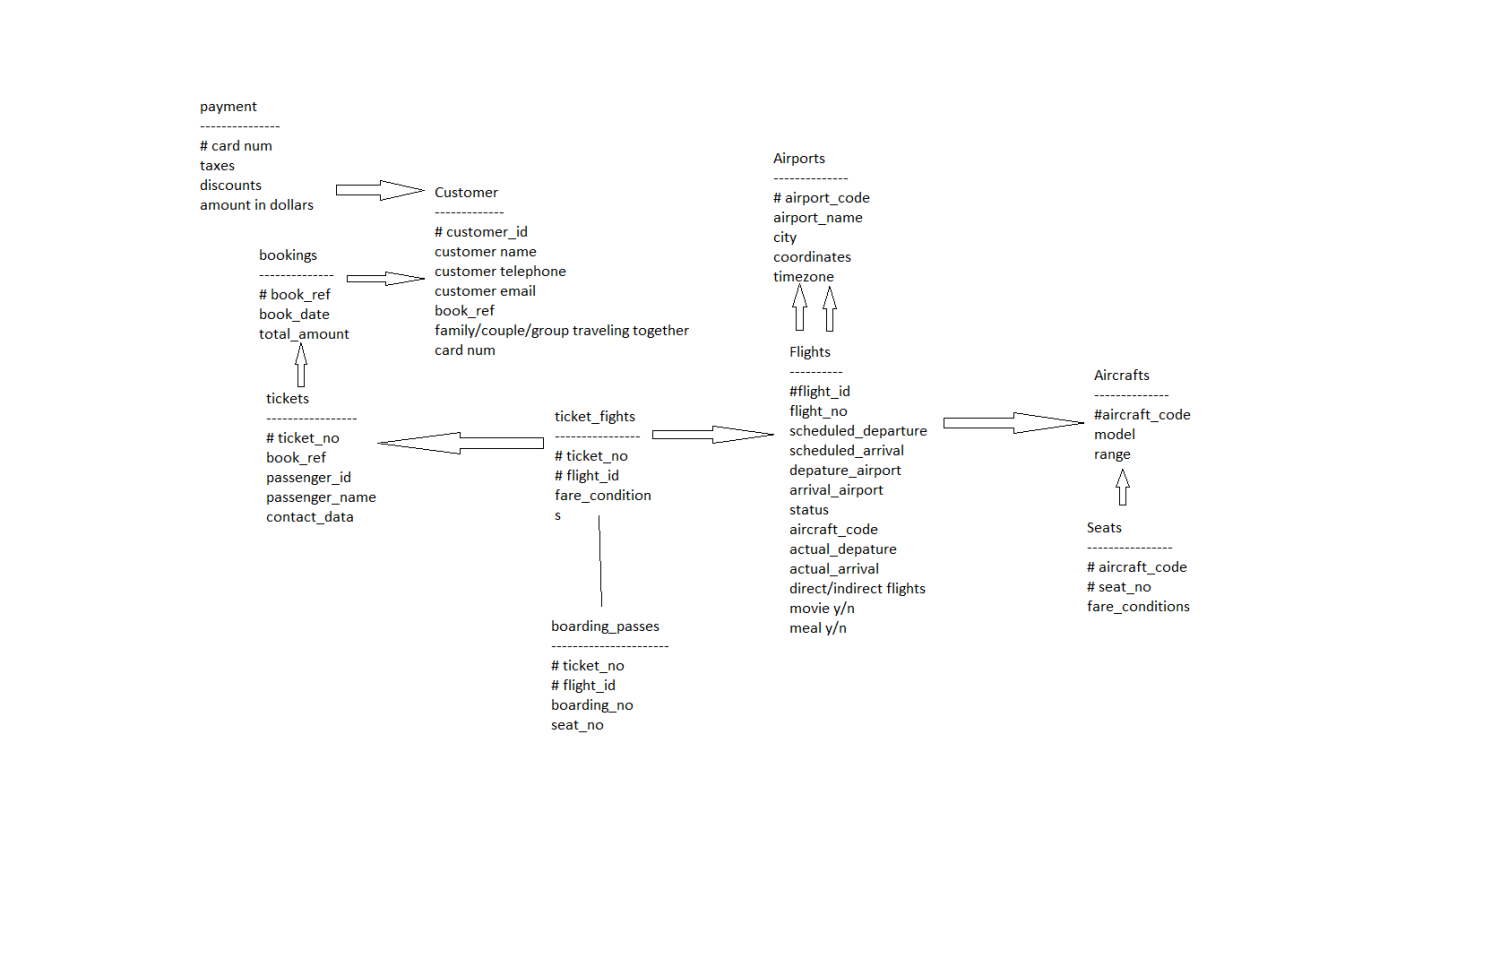 payment
---------------
# card num
taxes
discounts
amount in dollars
Customer
-------------
# customer_id
customer name
customer telephone
customer email
book_ref
family/couple/group traveling together
card num
bookings
--------------
# book_ref
book_date
total_amount
tickets
-----------------
# ticket_no
book_ref
passenger_id
passenger_name
contact_data
ticket_fights
----------------
# ticket_no
# flight_id
fare_condition
s
boarding_passes
----------------------
# ticket_no
# flight_id
boarding_no
seat_no
Airports
--------------
# airport_code
airport_name
city
coordinates
timezone
Flights
----------
#flight_id
flight_no
scheduled_departure
scheduled_arrival
depature_airport
arrival_airport
status
aircraft_code
actual_depature
actual_arrival
direct/indirect flights
movie y/n
meal y/n
Aircrafts
--------------
#aircraft_code
model
range
Seats
----------------
# aircraft_code
# seat_no
fare_conditions